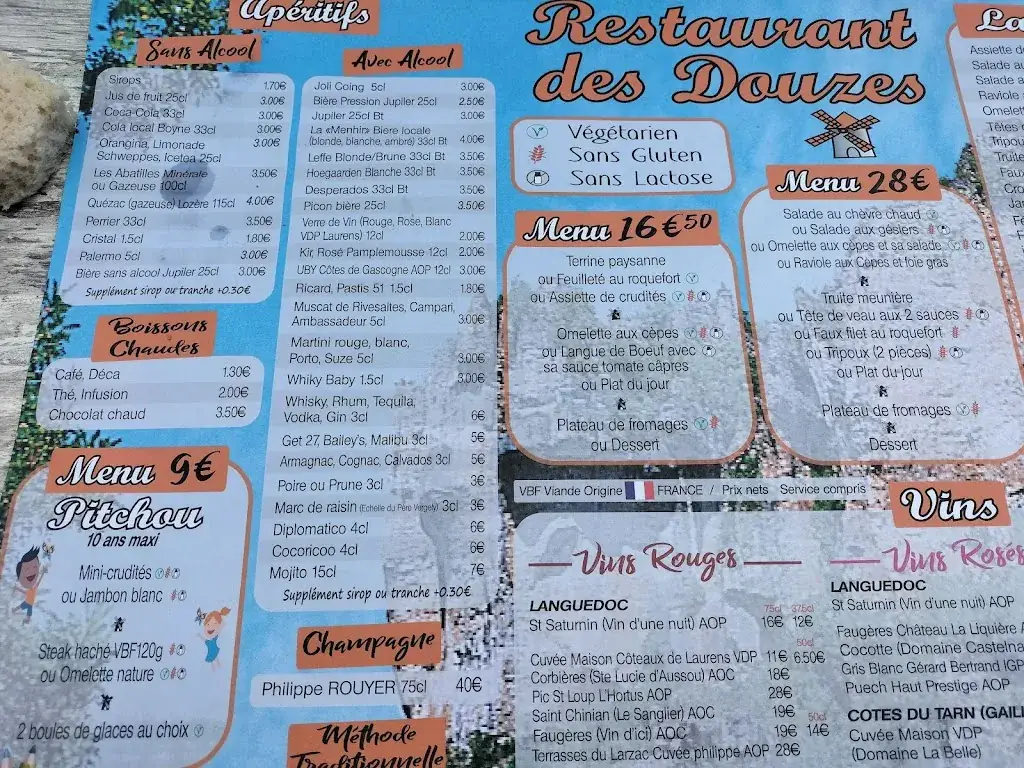 Apéritifs
Sans Alcool
Sirops 1.70€
Jus de fruit 25cl 3.00€
Coca-Cola 33cl 3.00€
Cola local Boyne 33cl 3.00€
Orangina, Limonade 3.00€
Schweppes, Icetea 25cl
Les Abatilles Minérale 3.50€
ou Gazeuse 100cl
Quézac (gazeuse) Lozère 115cl 4.00€
Perrier 33cl 3.50€
Cristal 1.5cl 1.80€
Palermo 5cl 3.00€
Bière sans alcool Jupiler 25cl 3.00€
Supplément sirop ou tranche +0.30€
Boissons
Chaudes
Café, Déca 1.30€
Thé, Infusion 2.00€
Chocolat chaud 3.50€
Menu 9€
Pitchou
10 ans maxi
Mini-crudités
ou Jambon blanc
Steak haché VBF120g
ou Omelette nature
2 boules de glaces au choix
Avec Alcool
Joli Coing 5cl 3.00€
Bière Pression Jupiler 25cl 2.50€
Jupiler 25cl Bt 3.00€
La «Menhir» Biere locale
(blonde, blanche, ambré) 33cl Bt 4.00€
Leffe Blonde/Brune 33cl Bt 3.50€
Hoegaarden Blanche 33cl Bt 3.50€
Desperados 33cl Bt 3.50€
Picon bière 25cl 3.50€
Verre de Vin (Rouge, Rosé, Blanc
VDP Laurens) 12cl 2.00€
Kir, Rosé Pamplemousse 12cl 2.00€
UBY Côtes de Gascogne AOP 12cl 3.00€
Ricard, Pastis 51 1.5cl 1.80€
Muscat de Rivesaltes, Campari,
Ambassadeur 5cl 3.00€
Martini rouge, blanc,
Porto, Suze 5cl 3.00€
Whiky Baby 1.5cl 3.00€
Whisky, Rhum, Tequila,
Vodka, Gin 3cl 6€
Get 27, Bailey's, Malibu 3cl 5€
Armagnac, Cognac, Calvados 3cl 5€
Poire ou Prune 3cl 3€
Marc de raisin (Echelle du Père Vergely) 3cl 3€
Diplomatico 4cl 6€
Cocoricoo 4cl 6€
Mojito 15cl 7€
Supplément sirop ou tranche +0.30€
Champagne
Philippe ROUYER 75cl 40€
Méthode
Traditionnelle
Restaurant
des Douzes
Végétarien
Sans Gluten
Sans Lactose
Menu 16€50
Terrine paysanne
ou Feuilleté au roquefort
ou Assiette de crudités
Omelette aux cèpes
ou Langue de Boeuf avec
sa sauce tomate câpres
ou Plat du jour
Plateau de fromages
ou Dessert
Menu 28€
Salade au chèvre chaud
ou Salade aux gésiers
ou Omelette aux cèpes et sa salade
ou Raviole aux Cèpes et foie gras
Truite meunière
ou Tête de veau aux 2 sauces
ou Faux filet au roquefort
ou Tripoux (2 pièces)
ou Plat du jour
Plateau de fromages
Dessert
VBF Viande Origine FRANCE / Prix nets Service compris
Vins
Vins Rouges
LANGUEDOC 75cl 37.5cl
St Saturnin (Vin d'une nuit) AOP 16€ 12€
50cl
Cuvée Maison Côteaux de Laurens VDP 11€ 6.50€
Corbières (Ste Lucie d'Aussou) AOC 18€
Pic St Loup L'Hortus AOP 28€
Saint Chinian (Le Sanglier) AOC 19€ 50cl
Faugères (Vin d'ici) AOC 19€ 14€
Terrasses du Larzac Cuvée philippe AOP 28€
Vins Rosés
LANGUEDOC
St Saturnin (Vin d'une nuit) AOP
Faugères Château La Liquière
Cocotte (Domaine Castelna
Gris Blanc Gérard Bertrand IGP
Puech Haut Prestige AOP
COTES DU TARN (GAILL
Cuvée Maison VDP
(Domaine La Belle)
La
Assiette d
Salade au
Salade a
Raviole
Omelett
Têtes
Tripou
Truite
Faux
Cro
Jam